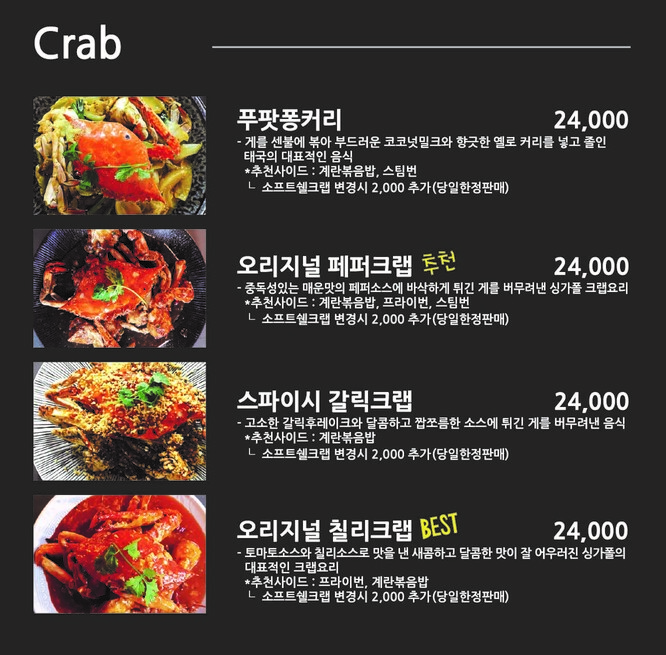 Crab
푸팟퐁커리 24,000
- 게를 센불에 볶아 부드러운 코코넛밀크와 향긋한 옐로 커리를 넣고 졸인
태국의 대표적인 음식
*추천사이드 : 계란볶음밥, 스팀번
└ 소프트쉘크랩 변경시 2,000 추가(당일한정판매)
오리지널 페퍼크랩 추천 24,000
- 중독성있는 매운맛의 페퍼소스에 바삭하게 튀긴 게를 버무려낸 싱가폴 크랩요리
*추천사이드 : 계란볶음밥, 프라이번, 스팀번
└ 소프트쉘크랩 변경시 2,000 추가(당일한정판매)
스파이시 갈릭크랩 24,000
- 고소한 갈릭후레이크와 달콤하고 짭쪼름한 소스에 튀긴 게를 버무려낸 음식
*추천사이드 : 계란볶음밥
└ 소프트쉘크랩 변경시 2,000 추가(당일한정판매)
오리지널 칠리크랩 BEST 24,000
- 토마토소스와 칠리소스로 맛을 낸 새콤하고 달콤한 맛이 잘 어우러진 싱가폴의
대표적인 크랩요리
*추천사이드 : 프라이번, 계란볶음밥
└ 소프트쉘크랩 변경시 2,000 추가(당일한정판매)